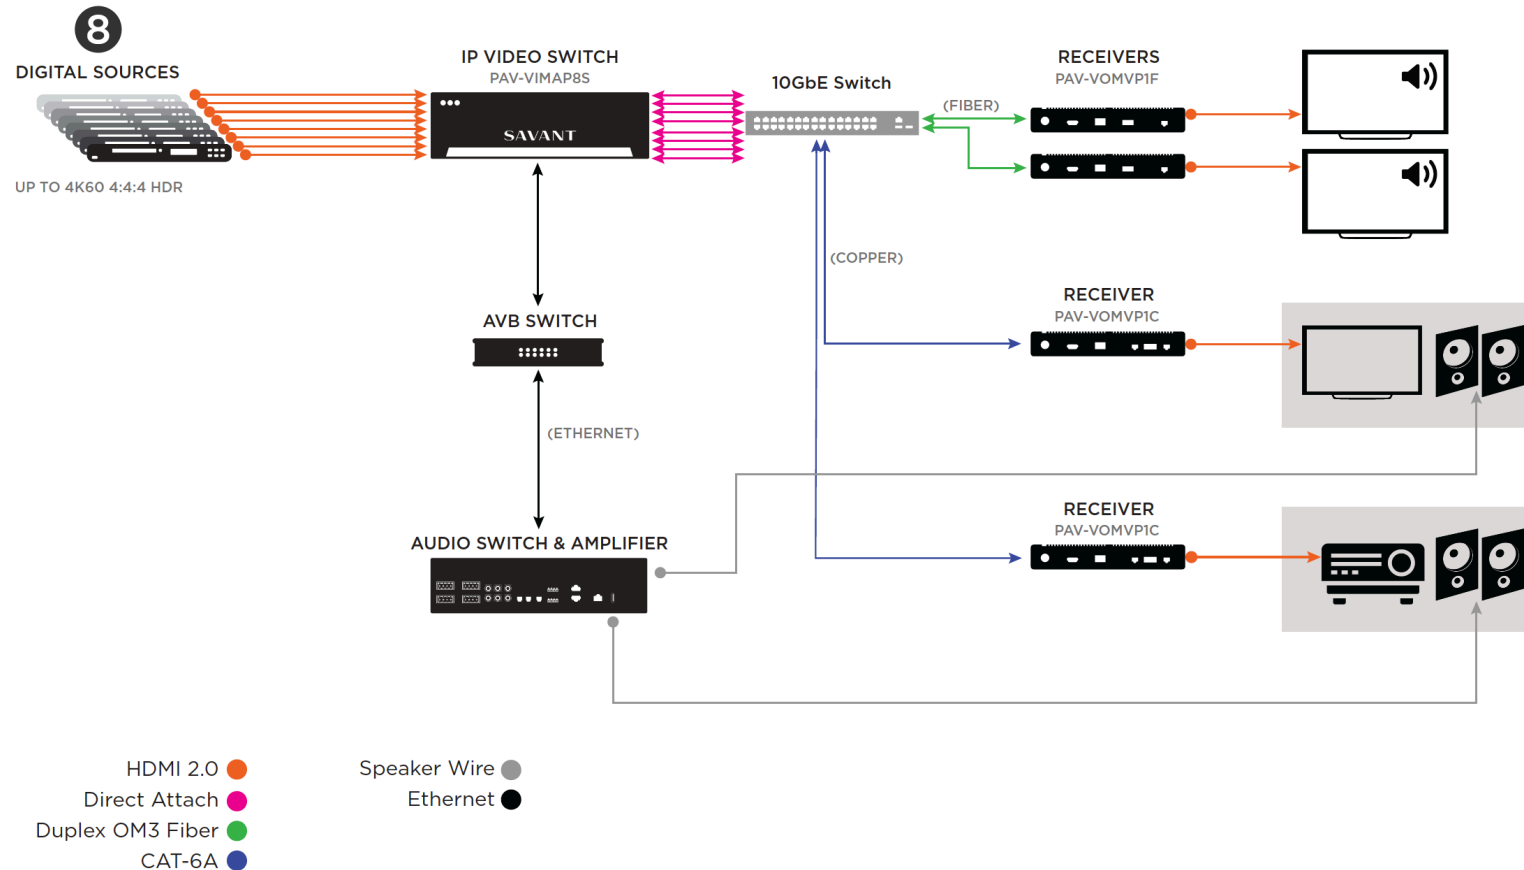 8
DIGITAL SOURCES
UP TO 4K60 4:4:4 HDR
IP VIDEO SWITCH
PAV-VIMAP8S
SAVANT
10GbE Switch
(FIBER)
RECEIVERS
PAV-VOMVP1F
(COPPER)
RECEIVER
PAV-VOMVP1C
AVB SWITCH
(ETHERNET)
RECEIVER
PAV-VOMVP1C
AUDIO SWITCH & AMPLIFIER
HDMI 2.0
Direct Attach
Duplex OM3 Fiber
CAT-6A
Speaker Wire
Ethernet